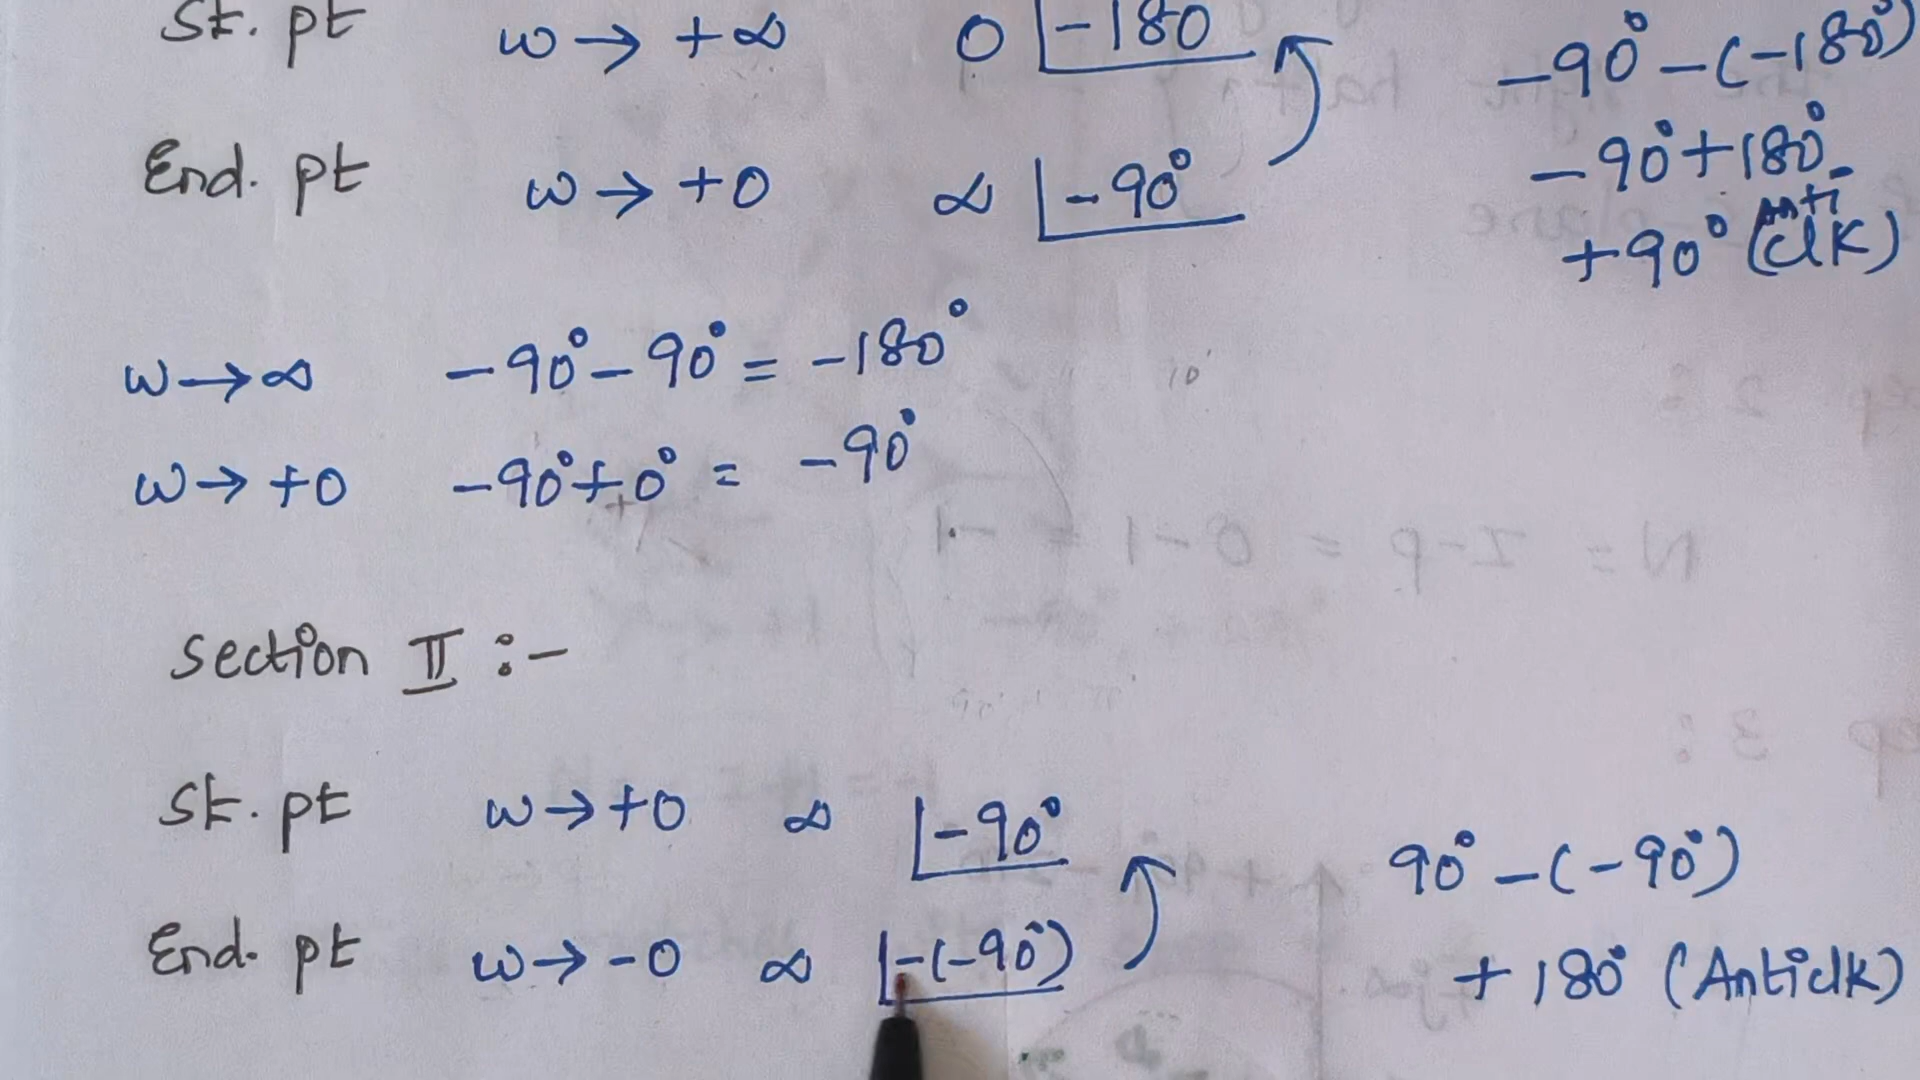 St. pt ω → +∞ 0 ∠-180 -90° - (-180°)
End. pt ω → +0 ∞ ∠-90° -90° + 180°
+90° (Anti clk)
ω → ∞ -90° - 90° = -180°
ω → +0 -90° + 0° = -90°
Section II :-
St. pt ω → +0 ∞ ∠-90° 90° - (-90°)
End. pt ω → -0 ∞ ∠-(-90°) + 180° (Anticlk)